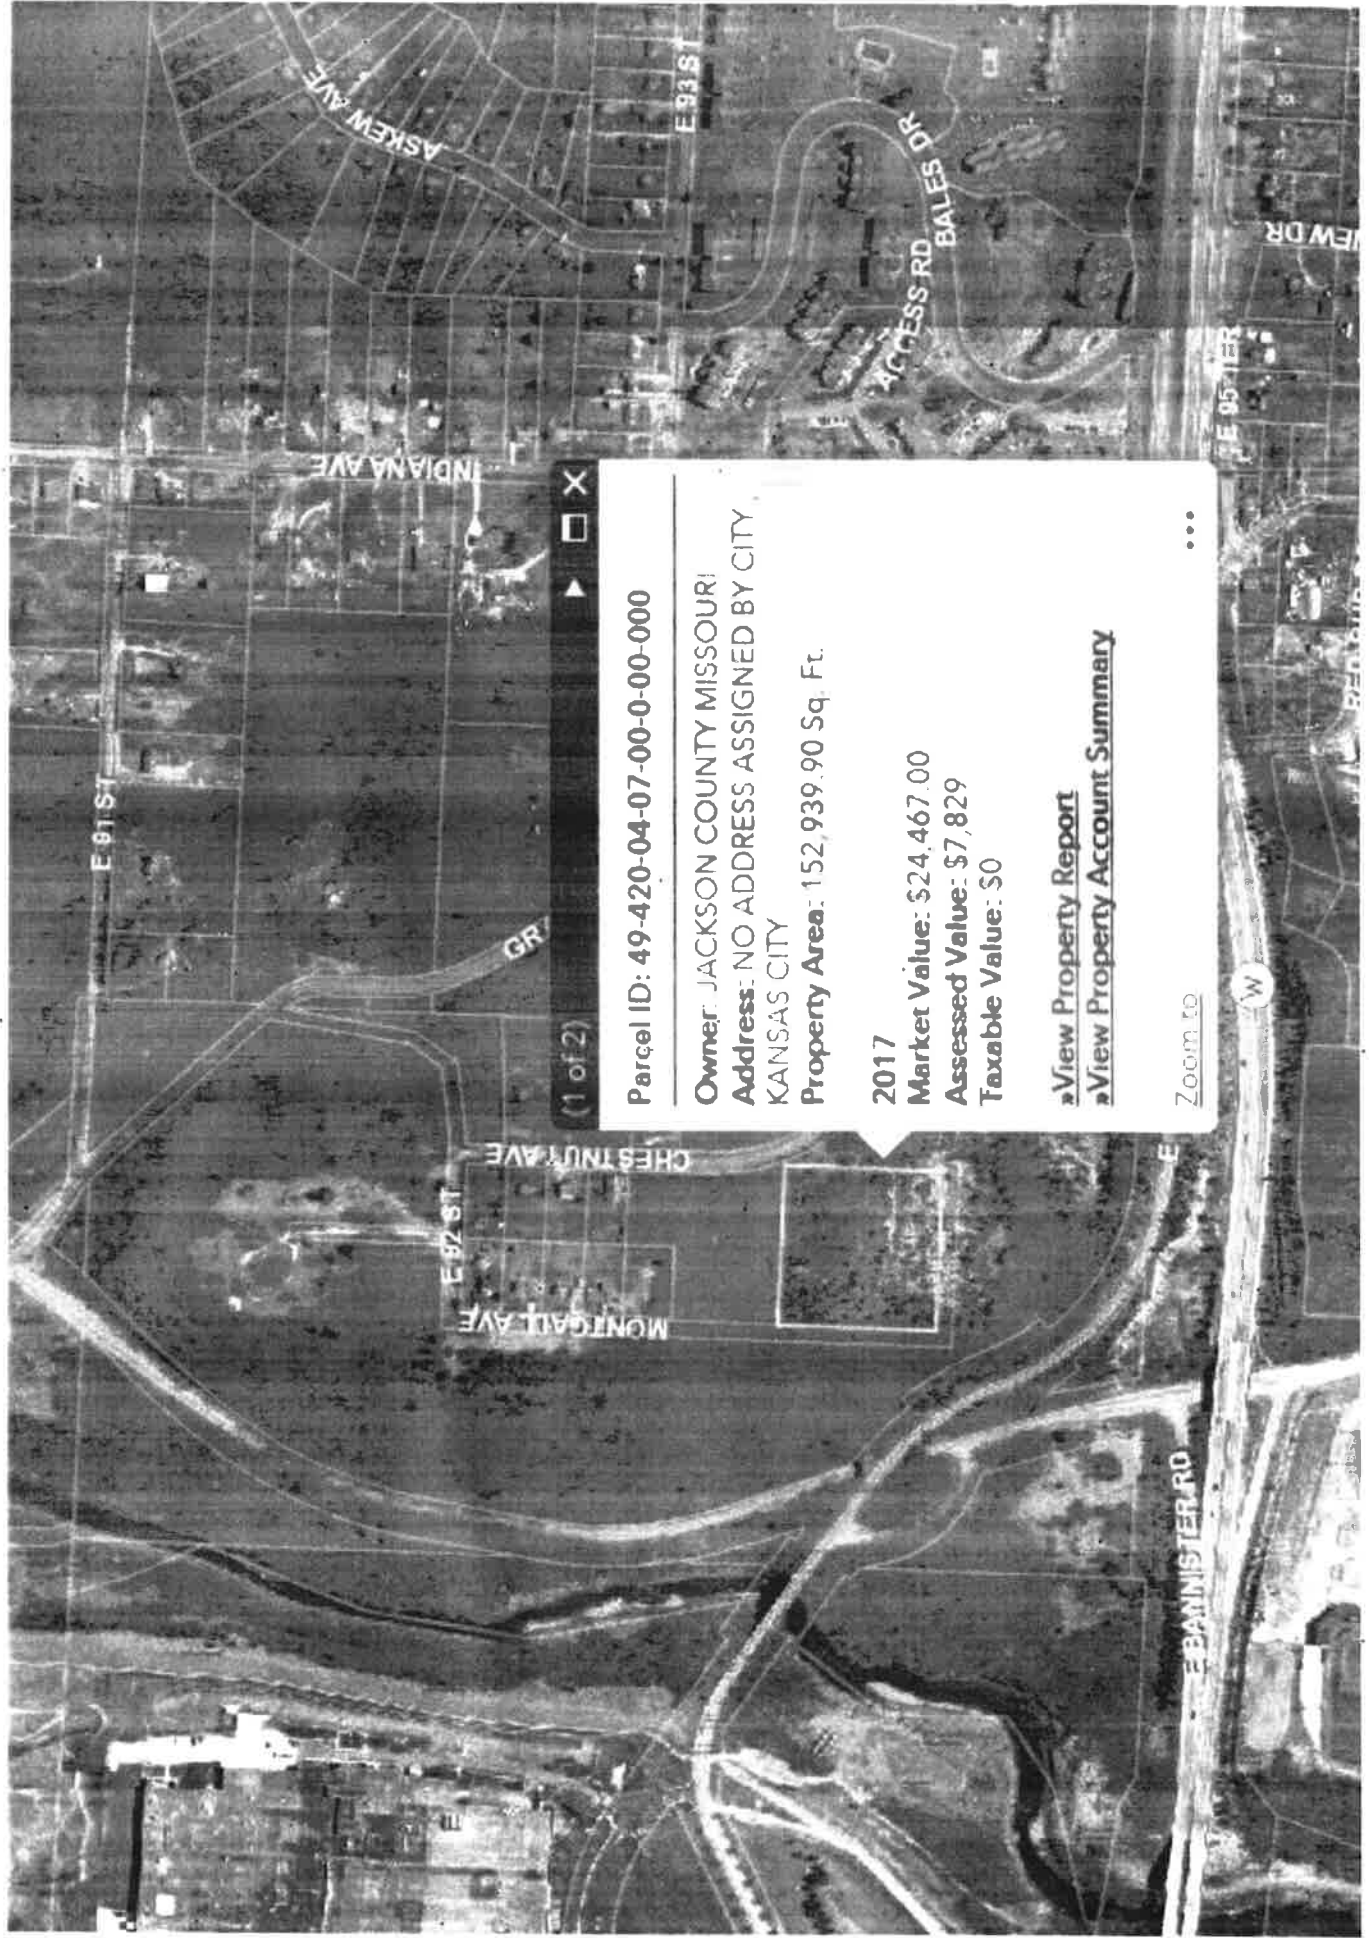 (1 of 2)
Parcel ID: 49-420-04-07-00-0-00-000
Owner: JACKSON COUNTY MISSOURI
Address: NO ADDRESS ASSIGNED BY CITY,
KANSAS CITY
Property Area: 152,939.90 Sq. Ft.
2017
Market Value: $24,467.00
Assessed Value: $7,829
Taxable Value: $0
»View Property Report
»View Property Account Summary
Zoom to
...
E 91 ST
E 92 ST
E 93 ST
ASKEW AVE
INDIANA AVE
CHESTNUT AVE
MONTGALL AVE
GR
ACCESS RD
BALES DR
E 95 TER
IEW DR
E
W
E BANNISTER RD